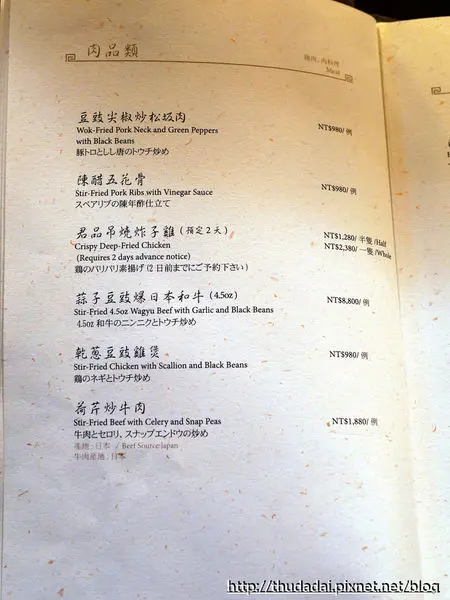 肉品類
雞肉、肉料理
Meat
豆豉尖椒炒松坂肉
Wok-Fried Pork Neck and Green Peppers
with Black Beans
豚トロとしし唐のトウチ炒め
NT$980/ 例
陳醋五花骨
Stir-Fried Pork Ribs with Vinegar Sauce
スペアリブの陳年酢仕立て
NT$980/ 例
君品吊燒炸子雞 (預定2天)
Crispy Deep-Fried Chicken
(Requires 2 days advance notice)
鶏のパリパリ素揚げ (2 日前までにご予約下さい)
NT$1,280/ 半隻 /Half
NT$2,380/ 一隻 /Whole
蒜子豆豉爆日本和牛 (4.5oz)
Stir-Fried 4.5oz Wagyu Beef with Garlic and Black Beans
4.5oz 和牛のニンニクとトウチ炒め
NT$8,800/ 例
乾蔥豆豉雞煲
Stir-Fried Chicken with Scallion and Black Beans
鶏のネギとトウチ炒め
NT$980/ 例
荷芹炒牛肉
Stir-Fried Beef with Celery and Snap Peas
牛肉とセロリ、スナップエンドウの炒め
產地：日本 / Beef Source:Japan
牛肉産地：日本
NT$1,880/ 例
http://thudadai.pixnet.net/blog